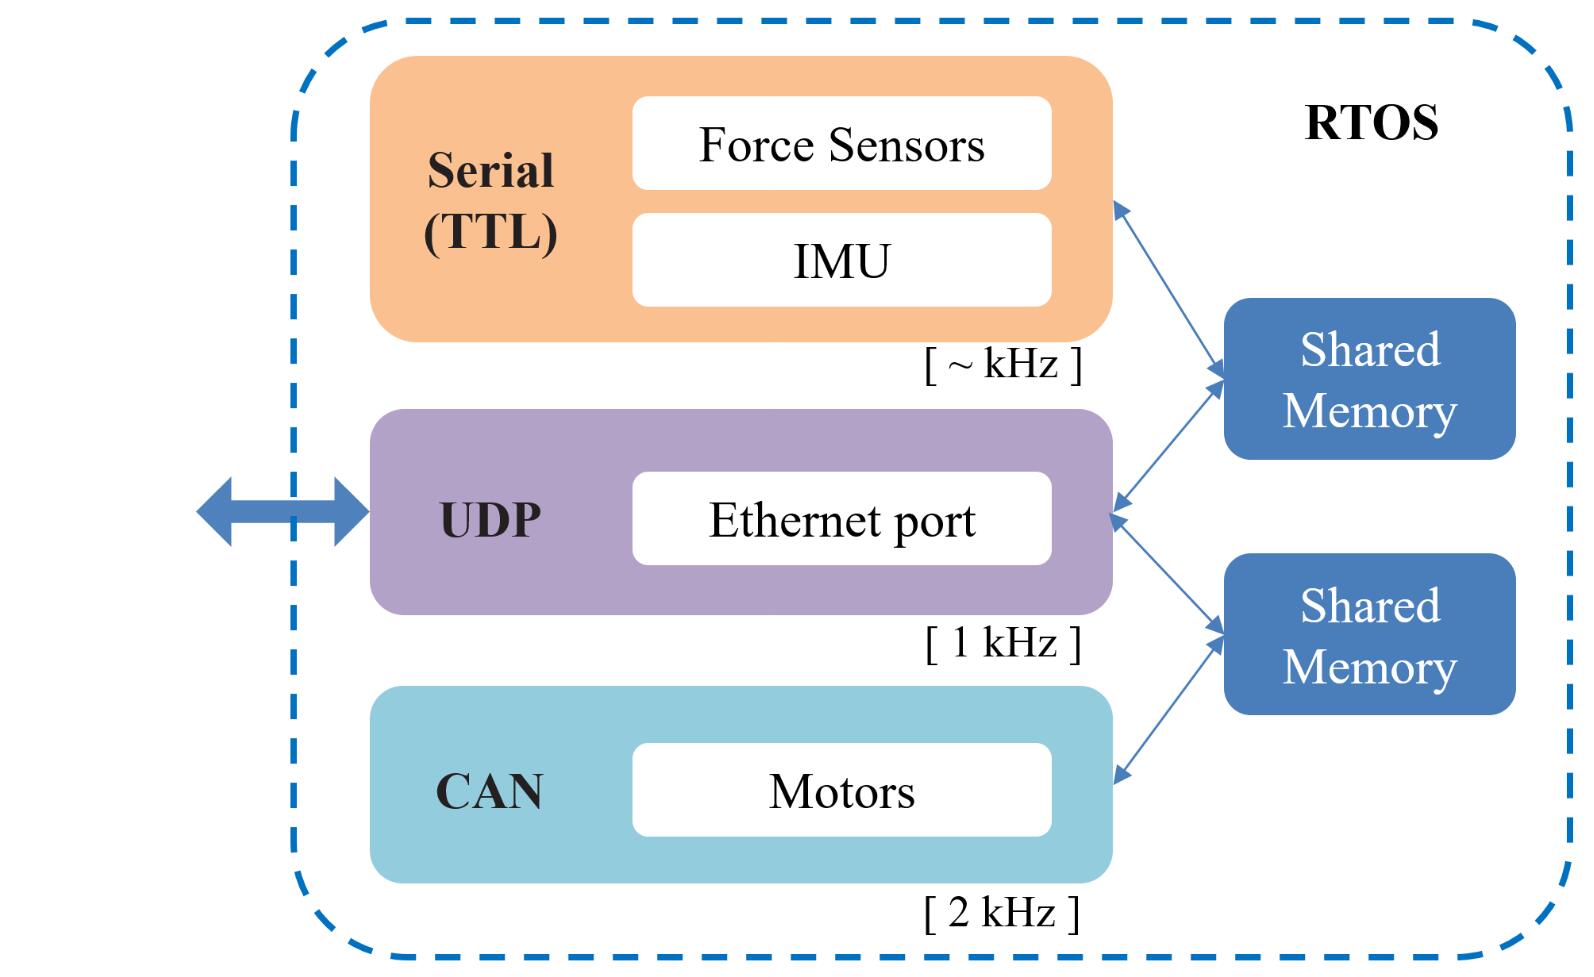 RTOS
Serial
(TTL)
Force Sensors
IMU
[ ~ kHz ]
Shared
Memory
UDP
Ethernet port
[ 1 kHz ]
Shared
Memory
CAN
Motors
[ 2 kHz ]